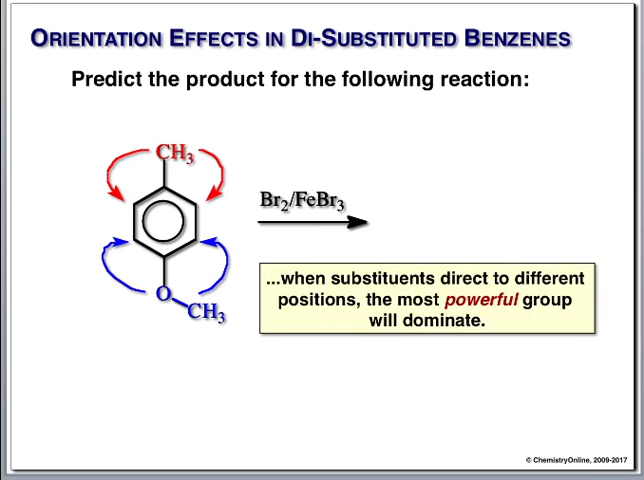 ORIENTATION EFFECTS IN DI-SUBSTITUTED BENZENES
Predict the product for the following reaction:
CH3
Br2/FeBr3
...when substituents direct to different
positions, the most powerful group
will dominate.
O
CH3
© ChemistryOnline, 2009-2017